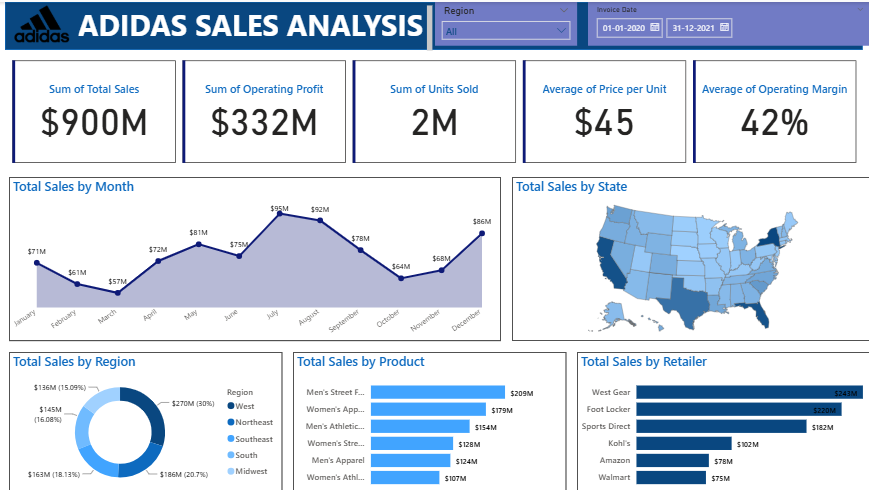 adidas
ADIDAS SALES ANALYSIS
Region
All
Invoice Date
01-01-2020
31-12-2021
Sum of Total Sales
$900M
Sum of Operating Profit
$332M
Sum of Units Sold
2M
Average of Price per Unit
$45
Average of Operating Margin
42%
Total Sales by Month
$71M
$61M
$57M
$72M
$81M
$75M
$95M
$92M
$78M
$64M
$68M
$86M
January
February
March
April
May
June
July
August
September
October
November
December
Total Sales by State
Total Sales by Region
$136M (15.09%)
$145M
(16.08%)
$163M (18.13%)
$270M (30%)
$186M (20.7%)
Region
West
Northeast
Southeast
South
Midwest
Total Sales by Product
Men's Street F... $209M
Women's App... $179M
Men's Athletic... $154M
Women's Stre... $128M
Men's Apparel $124M
Women's Athl... $107M
Total Sales by Retailer
West Gear $243M
Foot Locker $220M
Sports Direct $182M
Kohl's $102M
Amazon $78M
Walmart $75M